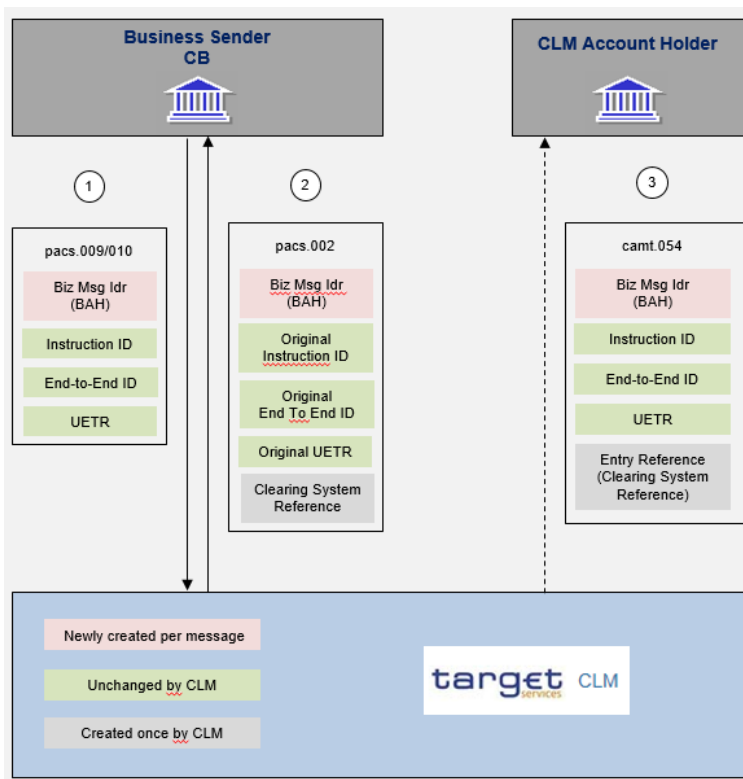 Business Sender
CB
CLM Account Holder
1
2
3
pacs.009/010
Biz Msg Idr
(BAH)
Instruction ID
End-to-End ID
UETR
pacs.002
Biz Msg Idr
(BAH)
Original
Instruction ID
Original
End To End ID
Original UETR
Clearing System
Reference
camt.054
Biz Msg Idr
(BAH)
Instruction ID
End-to-End ID
UETR
Entry Reference
(Clearing System
Reference)
Newly created per message
Unchanged by CLM
Created once by CLM
target CLM
services